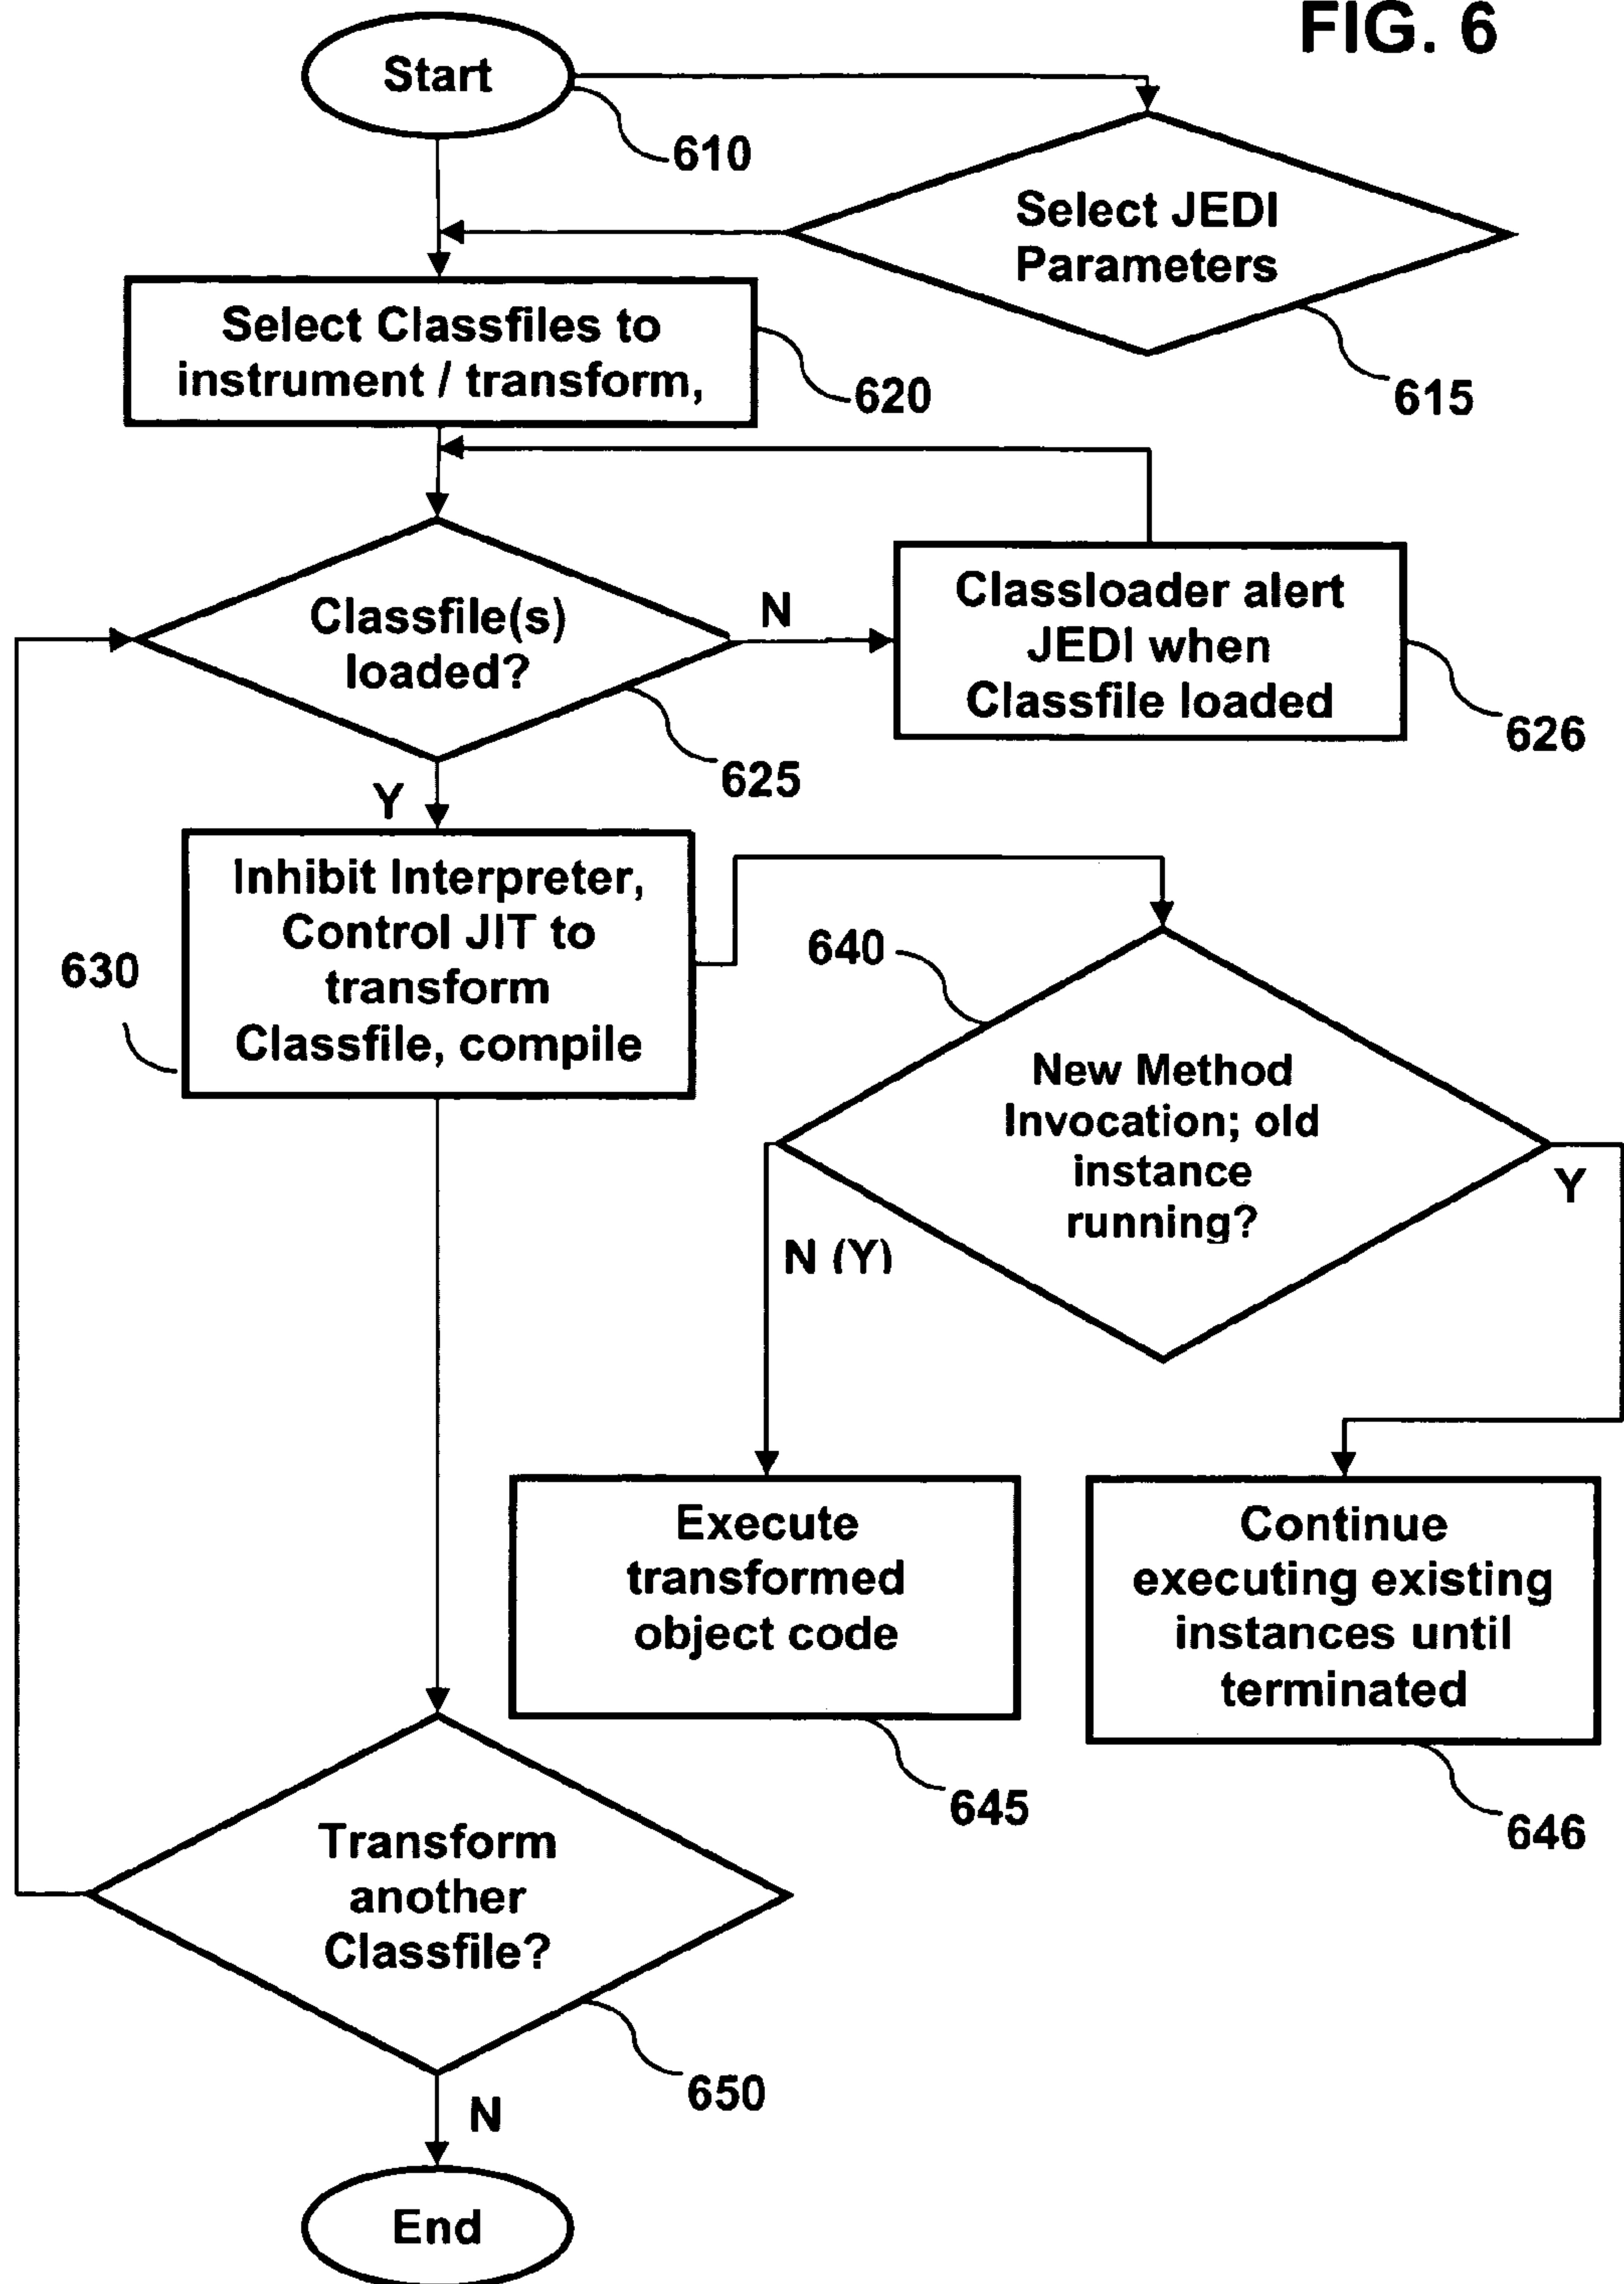 FIG. 6
Start
610
Select JEDI
Parameters
615
Select Classfiles to
instrument / transform,
620
Classfile(s)
loaded?
625
N
Classloader alert
JEDI when
Classfile loaded
626
Y
Inhibit Interpreter,
Control JIT to
transform
Classfile, compile
630
640
New Method
Invocation; old
instance
running?
Y
N (Y)
Execute
transformed
object code
645
Continue
executing existing
instances until
terminated
646
Transform
another
Classfile?
650
N
End